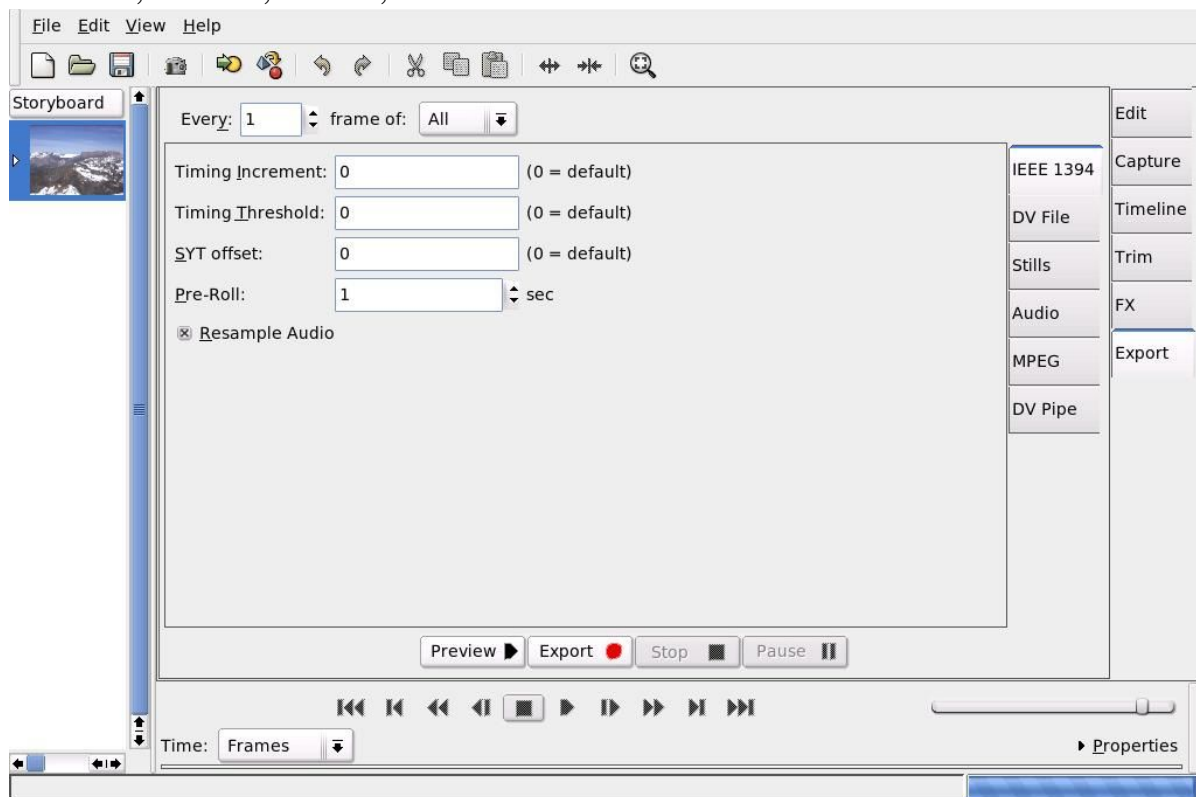 File Edit View Help
Storyboard
Every: 1 frame of: All
Timing Increment: 0 (0 = default)
Timing Threshold: 0 (0 = default)
SYT offset: 0 (0 = default)
Pre-Roll: 1 sec
Resample Audio
IEEE 1394
DV File
Stills
Audio
MPEG
DV Pipe
Edit
Capture
Timeline
Trim
FX
Export
Preview Export Stop Pause
Time: Frames
Properties